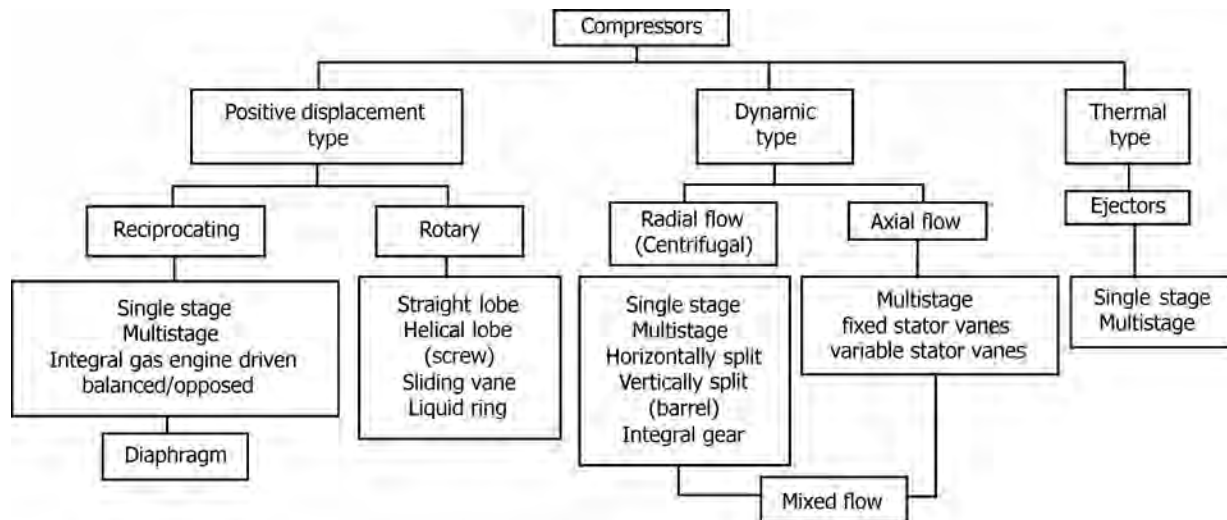 Compressors
Positive displacement
type
Dynamic
type
Thermal
type
Reciprocating
Rotary
Radial flow
(Centrifugal)
Axial flow
Ejectors
Single stage
Multistage
Integral gas engine driven
balanced/opposed
Straight lobe
Helical lobe
(screw)
Sliding vane
Liquid ring
Single stage
Multistage
Horizontally split
Vertically split
(barrel)
Integral gear
Multistage
fixed stator vanes
variable stator vanes
Single stage
Multistage
Diaphragm
Mixed flow